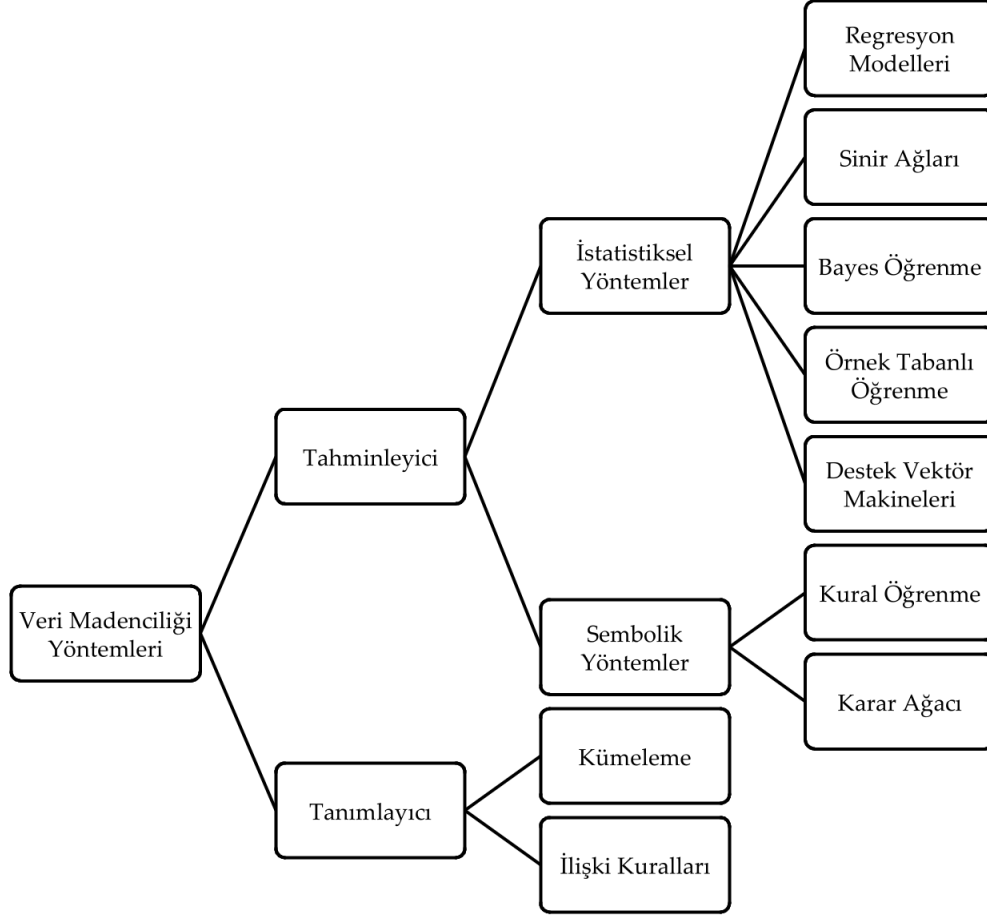 Regresyon
Modelleri
Sinir Ağları
İstatistiksel
Yöntemler
Bayes Öğrenme
Örnek Tabanlı
Öğrenme
Tahminleyici
Destek Vektör
Makineleri
Veri Madenciliği
Yöntemleri
Sembolik
Yöntemler
Kural Öğrenme
Karar Ağacı
Tanımlayıcı
Kümeleme
İlişki Kuralları